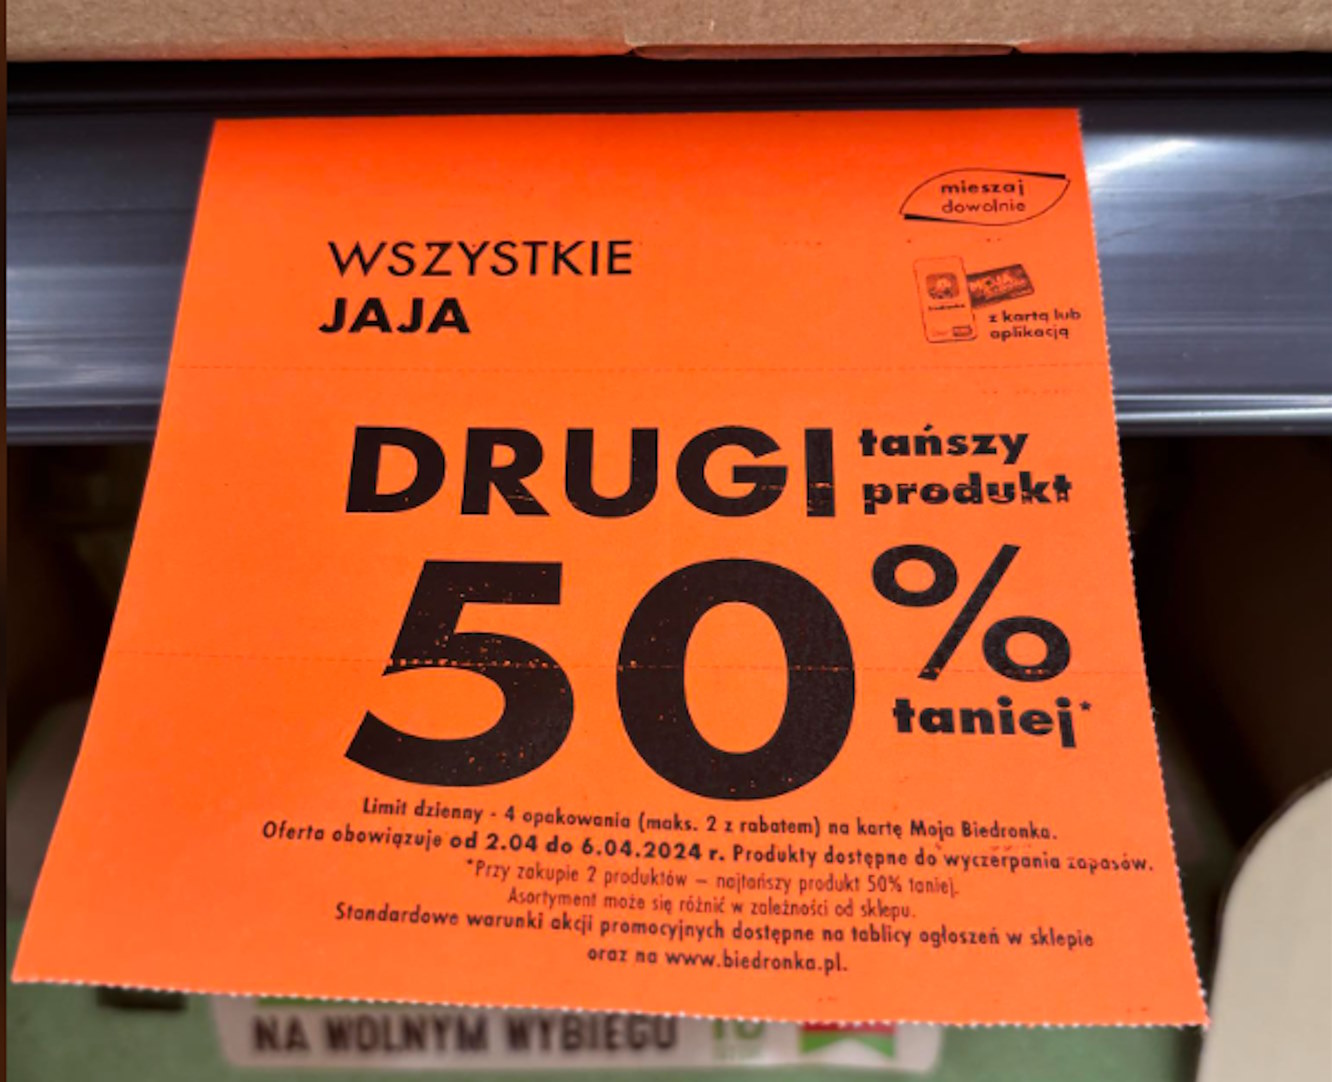 mieszaj
dowolnie
WSZYSTKIE
JAJA
z kartą lub
aplikacją
DRUGI tańszy
produkt
50%
taniej*
Limit dzienny - 4 opakowania (maks. 2 z rabatem) na kartę Moja Biedronka.
Oferta obowiązuje od 2.04 do 6.04.2024 r. Produkty dostępne do wyczerpania zapasów.
*Przy zakupie 2 produktów – najtańszy produkt 50% taniej.
Asortyment może się różnić w zależności od sklepu.
Standardowe warunki akcji promocyjnych dostępne na tablicy ogłoszeń w sklepie
oraz na www.biedronka.pl.
NA WOLNYM WYBIEGU
10